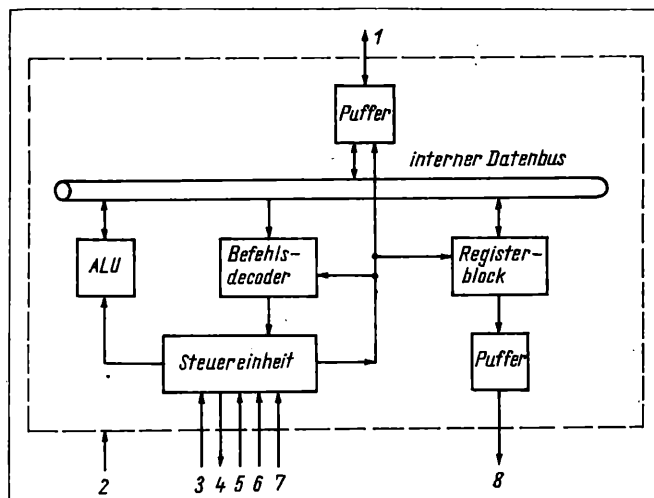 1
Puffer
interner Datenbus
ALU
Befehls-
decoder
Register-
block
Steuereinheit
Puffer
2 3 4 5 6 7 8